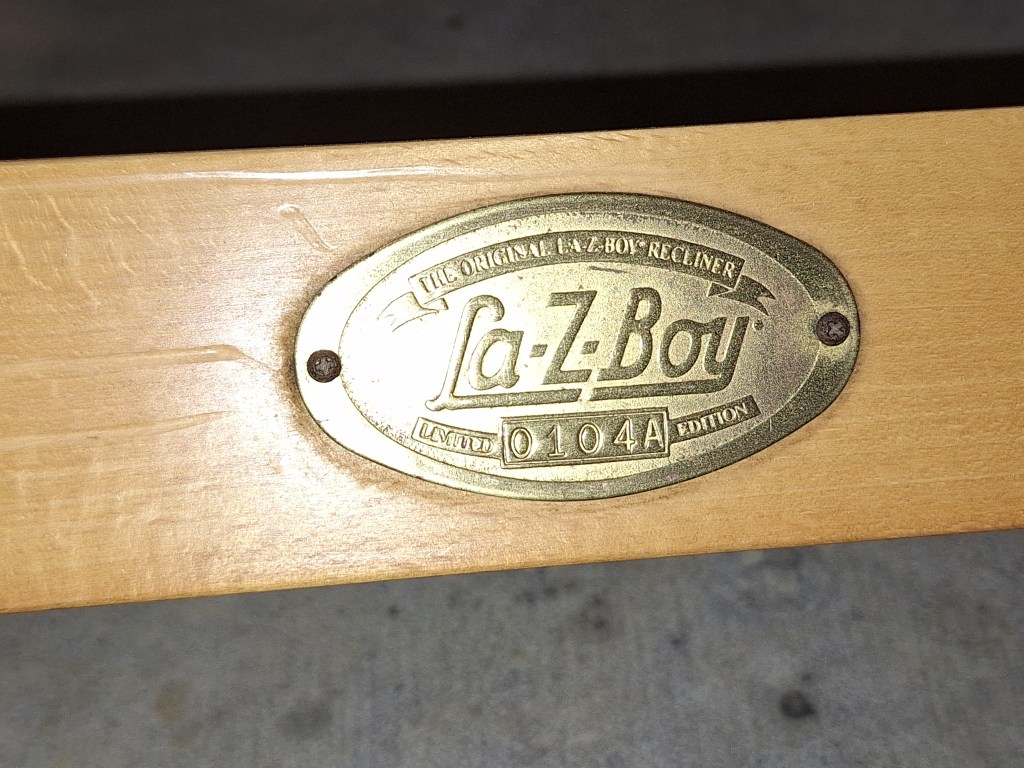 THE ORIGINAL LA-Z-BOY® RECLINER
La-Z-Boy®
LIMITED 0104A EDITION